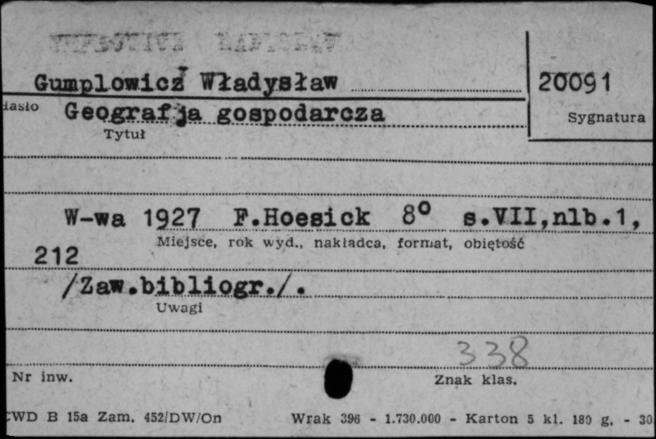 Gumplowicz Władysław
20091
iasło Geografja gospodarcza
Sygnatura
Tytuł
W-wa 1927 F.Hoesick 8° s.VII,nlb.1,
Miejsce, rok wyd., nakładca, format, objętość
212
/Zaw.bibliogr./.
Uwagi
338
Nr inw.
Znak klas.
CWD B 15a Zam. 452/DW/On Wrak 396 - 1.730.000 - Karton 5 kl. 180 g. - 30